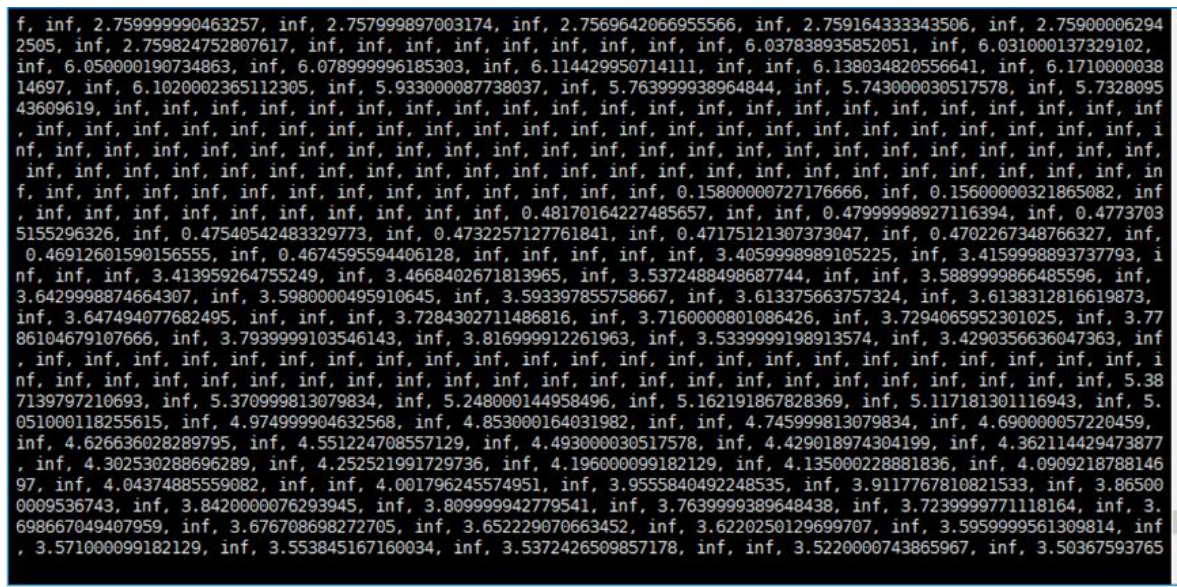 f, inf, 2.759999990463257, inf, 2.757999897003174, inf, 2.7569642066955566, inf, 2.759164333343506, inf, 2.75900006294
2505, inf, 2.759824752807617, inf, inf, inf, inf, inf, inf, inf, inf, inf, 6.037838935852051, inf, 6.031000137329102,
inf, 6.050000190734863, inf, 6.078999996185303, inf, 6.114429950714111, inf, inf, 6.138034820556641, inf, 6.1710000038
14697, inf, 6.1020002365112305, inf, 5.933000087738037, inf, 5.763999938964844, inf, 5.743000030517578, inf, 5.7328095
43609619, inf, inf, inf, inf, inf, inf, inf, inf, inf, inf, inf, inf, inf, inf, inf, inf, inf, inf, inf, inf, inf, inf
, inf, inf, inf, inf, inf, inf, inf, inf, inf, inf, inf, inf, inf, inf, inf, inf, inf, inf, inf, inf, inf, inf, inf, i
nf, inf, inf, inf, inf, inf, inf, inf, inf, inf, inf, inf, inf, inf, inf, inf, inf, inf, inf, inf, inf, inf, inf, inf,
 inf, inf, inf, inf, inf, inf, inf, inf, inf, inf, inf, inf, inf, inf, inf, inf, inf, inf, inf, inf, inf, inf, inf, in
f, inf, inf, inf, inf, inf, inf, inf, inf, inf, inf, inf, inf, inf, 0.15800000727176666, inf, 0.15600000321865082, inf
, inf, inf, inf, inf, inf, inf, inf, inf, inf, inf, 0.48170164227485657, inf, inf, 0.47999998927116394, inf, 0.4773703
5155296326, inf, 0.47540542483329773, inf, 0.4732257127761841, inf, 0.47175121307373047, inf, 0.4702267348766327, inf,
 0.46912601590156555, inf, 0.4674595594406128, inf, inf, inf, inf, 3.4059998989105225, inf, 3.4159998893737793, i
nf, inf, inf, 3.413959264755249, inf, 3.4668402671813965, inf, 3.5372488498687744, inf, inf, 3.5889999866485596, inf,
3.6429998874664307, inf, 3.5980000495910645, inf, 3.593397855758667, inf, 3.613375663757324, inf, 3.6138312816619873,
inf, 3.647494077682495, inf, inf, inf, 3.7284302711486816, inf, 3.7160000801086426, inf, 3.7294065952301025, inf, 3.77
86104679107666, inf, 3.7939999103546143, inf, 3.816999912261963, inf, 3.5339999198913574, inf, 3.4290356636047363, inf
, inf, inf, inf, inf, inf, inf, inf, inf, inf, inf, inf, inf, inf, inf, inf, inf, inf, inf, inf, inf, inf, inf, inf, i
nf, inf, inf, inf, inf, inf, inf, inf, inf, inf, inf, inf, inf, inf, inf, inf, inf, inf, inf, inf, inf, inf, inf, 5.38
7139797210693, inf, 5.370999813079834, inf, 5.248000144958496, inf, 5.162191867828369, inf, 5.117181301116943, inf, 5.
051000118255615, inf, 4.974999904632568, inf, 4.853000164031982, inf, inf, 4.745999813079834, inf, 4.690000057220459,
inf, 4.626636028289795, inf, 4.551224708557129, inf, 4.493000030517578, inf, 4.429018974304199, inf, 4.362114429473877
, inf, 4.302530288696289, inf, 4.252521991729736, inf, 4.196000099182129, inf, 4.135000228881836, inf, 4.0909218788146
97, inf, 4.04374885559082, inf, inf, 4.001796245574951, inf, 3.9555840492248535, inf, 3.9117767810821533, inf, 3.86500
00009536743, inf, 3.8420000076293945, inf, 3.809999942779541, inf, 3.7639999389648438, inf, 3.7239999771118164, inf, 3.
698667049407959, inf, 3.676708698272705, inf, 3.652229070663452, inf, 3.6220250129699707, inf, 3.5959999561309814, inf
, 3.571000099182129, inf, 3.553845167160034, inf, 3.5372426509857178, inf, inf, 3.5220000743865967, inf, 3.50367593765